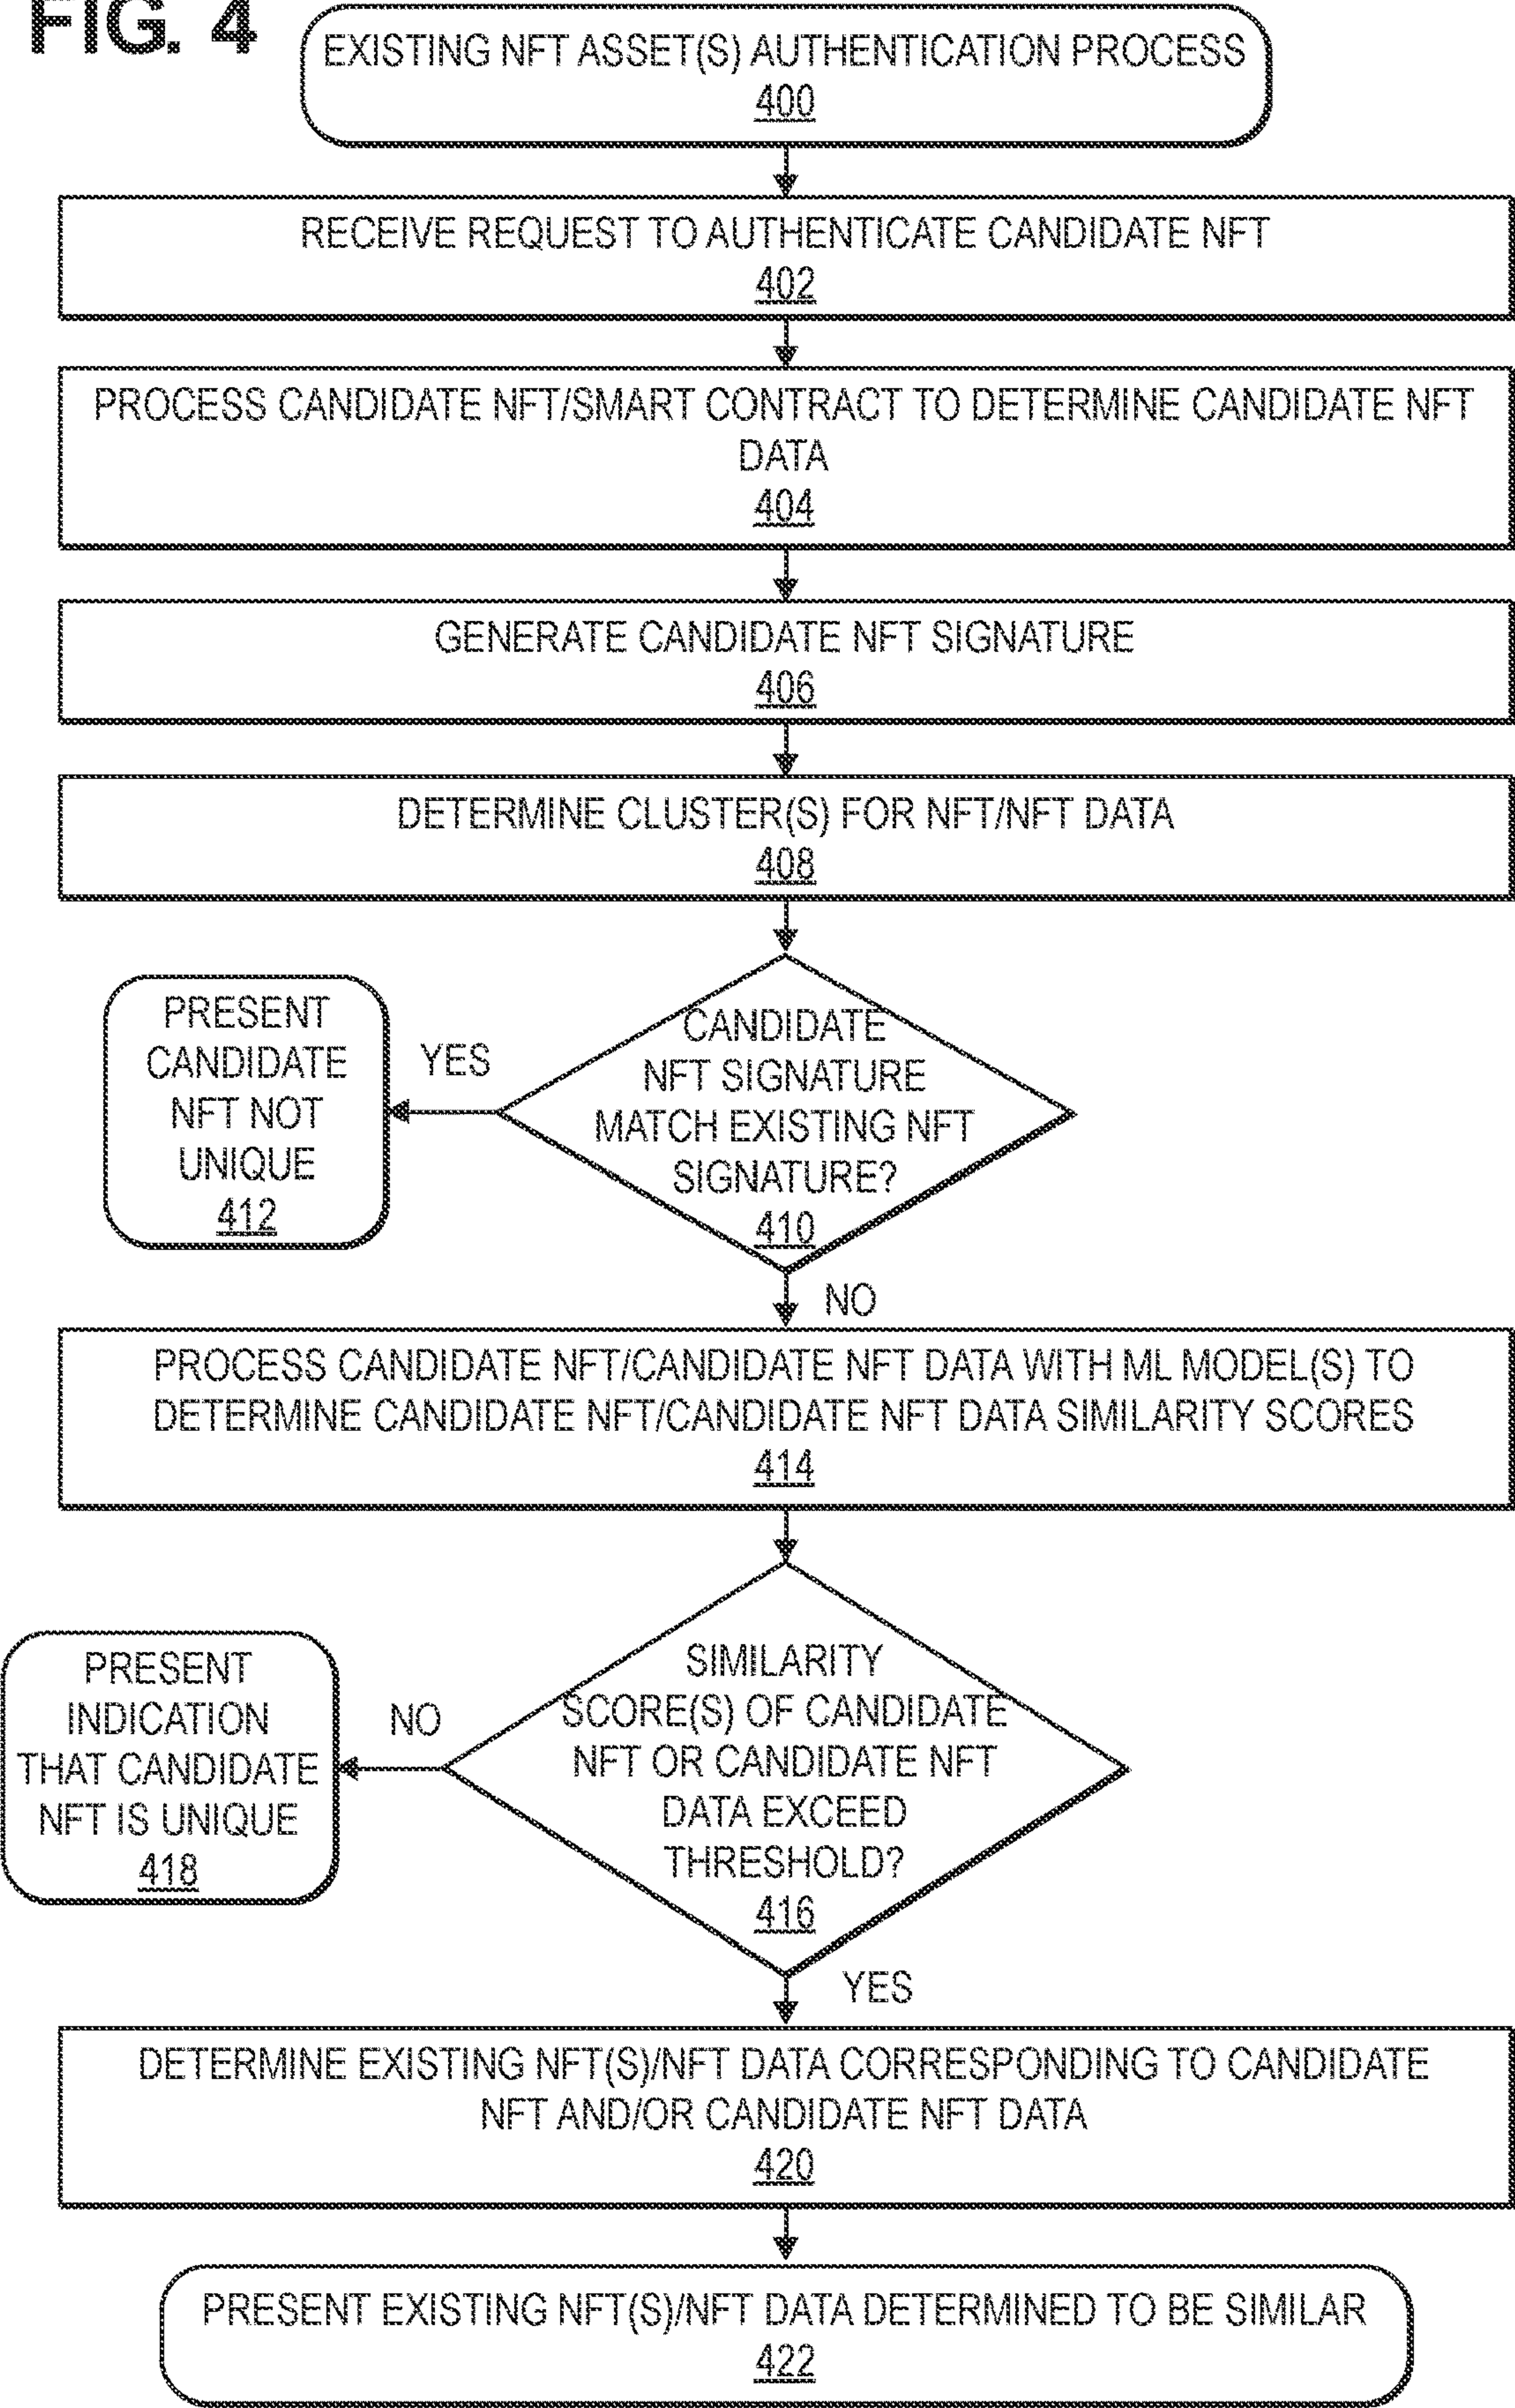 FIG. 4
EXISTING NFT ASSET(S) AUTHENTICATION PROCESS
400
RECEIVE REQUEST TO AUTHENTICATE CANDIDATE NFT
402
PROCESS CANDIDATE NFT/SMART CONTRACT TO DETERMINE CANDIDATE NFT
DATA
404
GENERATE CANDIDATE NFT SIGNATURE
406
DETERMINE CLUSTER(S) FOR NFT/NFT DATA
408
CANDIDATE
NFT SIGNATURE
MATCH EXISTING NFT
SIGNATURE?
410
YES
PRESENT
CANDIDATE
NFT NOT
UNIQUE
412
NO
PROCESS CANDIDATE NFT/CANDIDATE NFT DATA WITH ML MODEL(S) TO
DETERMINE CANDIDATE NFT/CANDIDATE NFT DATA SIMILARITY SCORES
414
SIMILARITY
SCORE(S) OF CANDIDATE
NFT OR CANDIDATE NFT
DATA EXCEED
THRESHOLD?
416
NO
PRESENT
INDICATION
THAT CANDIDATE
NFT IS UNIQUE
418
YES
DETERMINE EXISTING NFT(S)/NFT DATA CORRESPONDING TO CANDIDATE
NFT AND/OR CANDIDATE NFT DATA
420
PRESENT EXISTING NFT(S)/NFT DATA DETERMINED TO BE SIMILAR
422